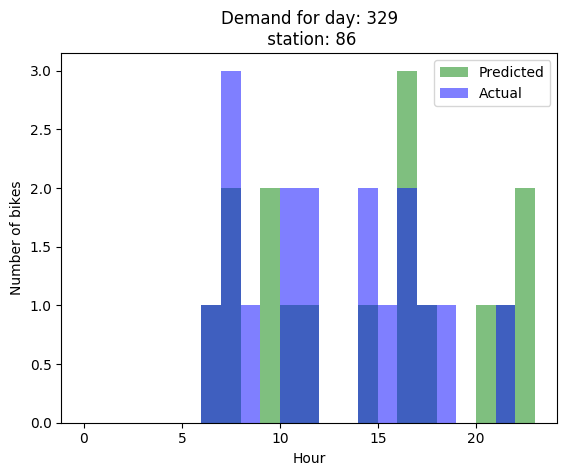 Demand for day: 329
station: 86
Predicted
Actual
Number of bikes
3.0
2.5
2.0
1.5
1.0
0.5
0.0
0 5 10 15 20
Hour